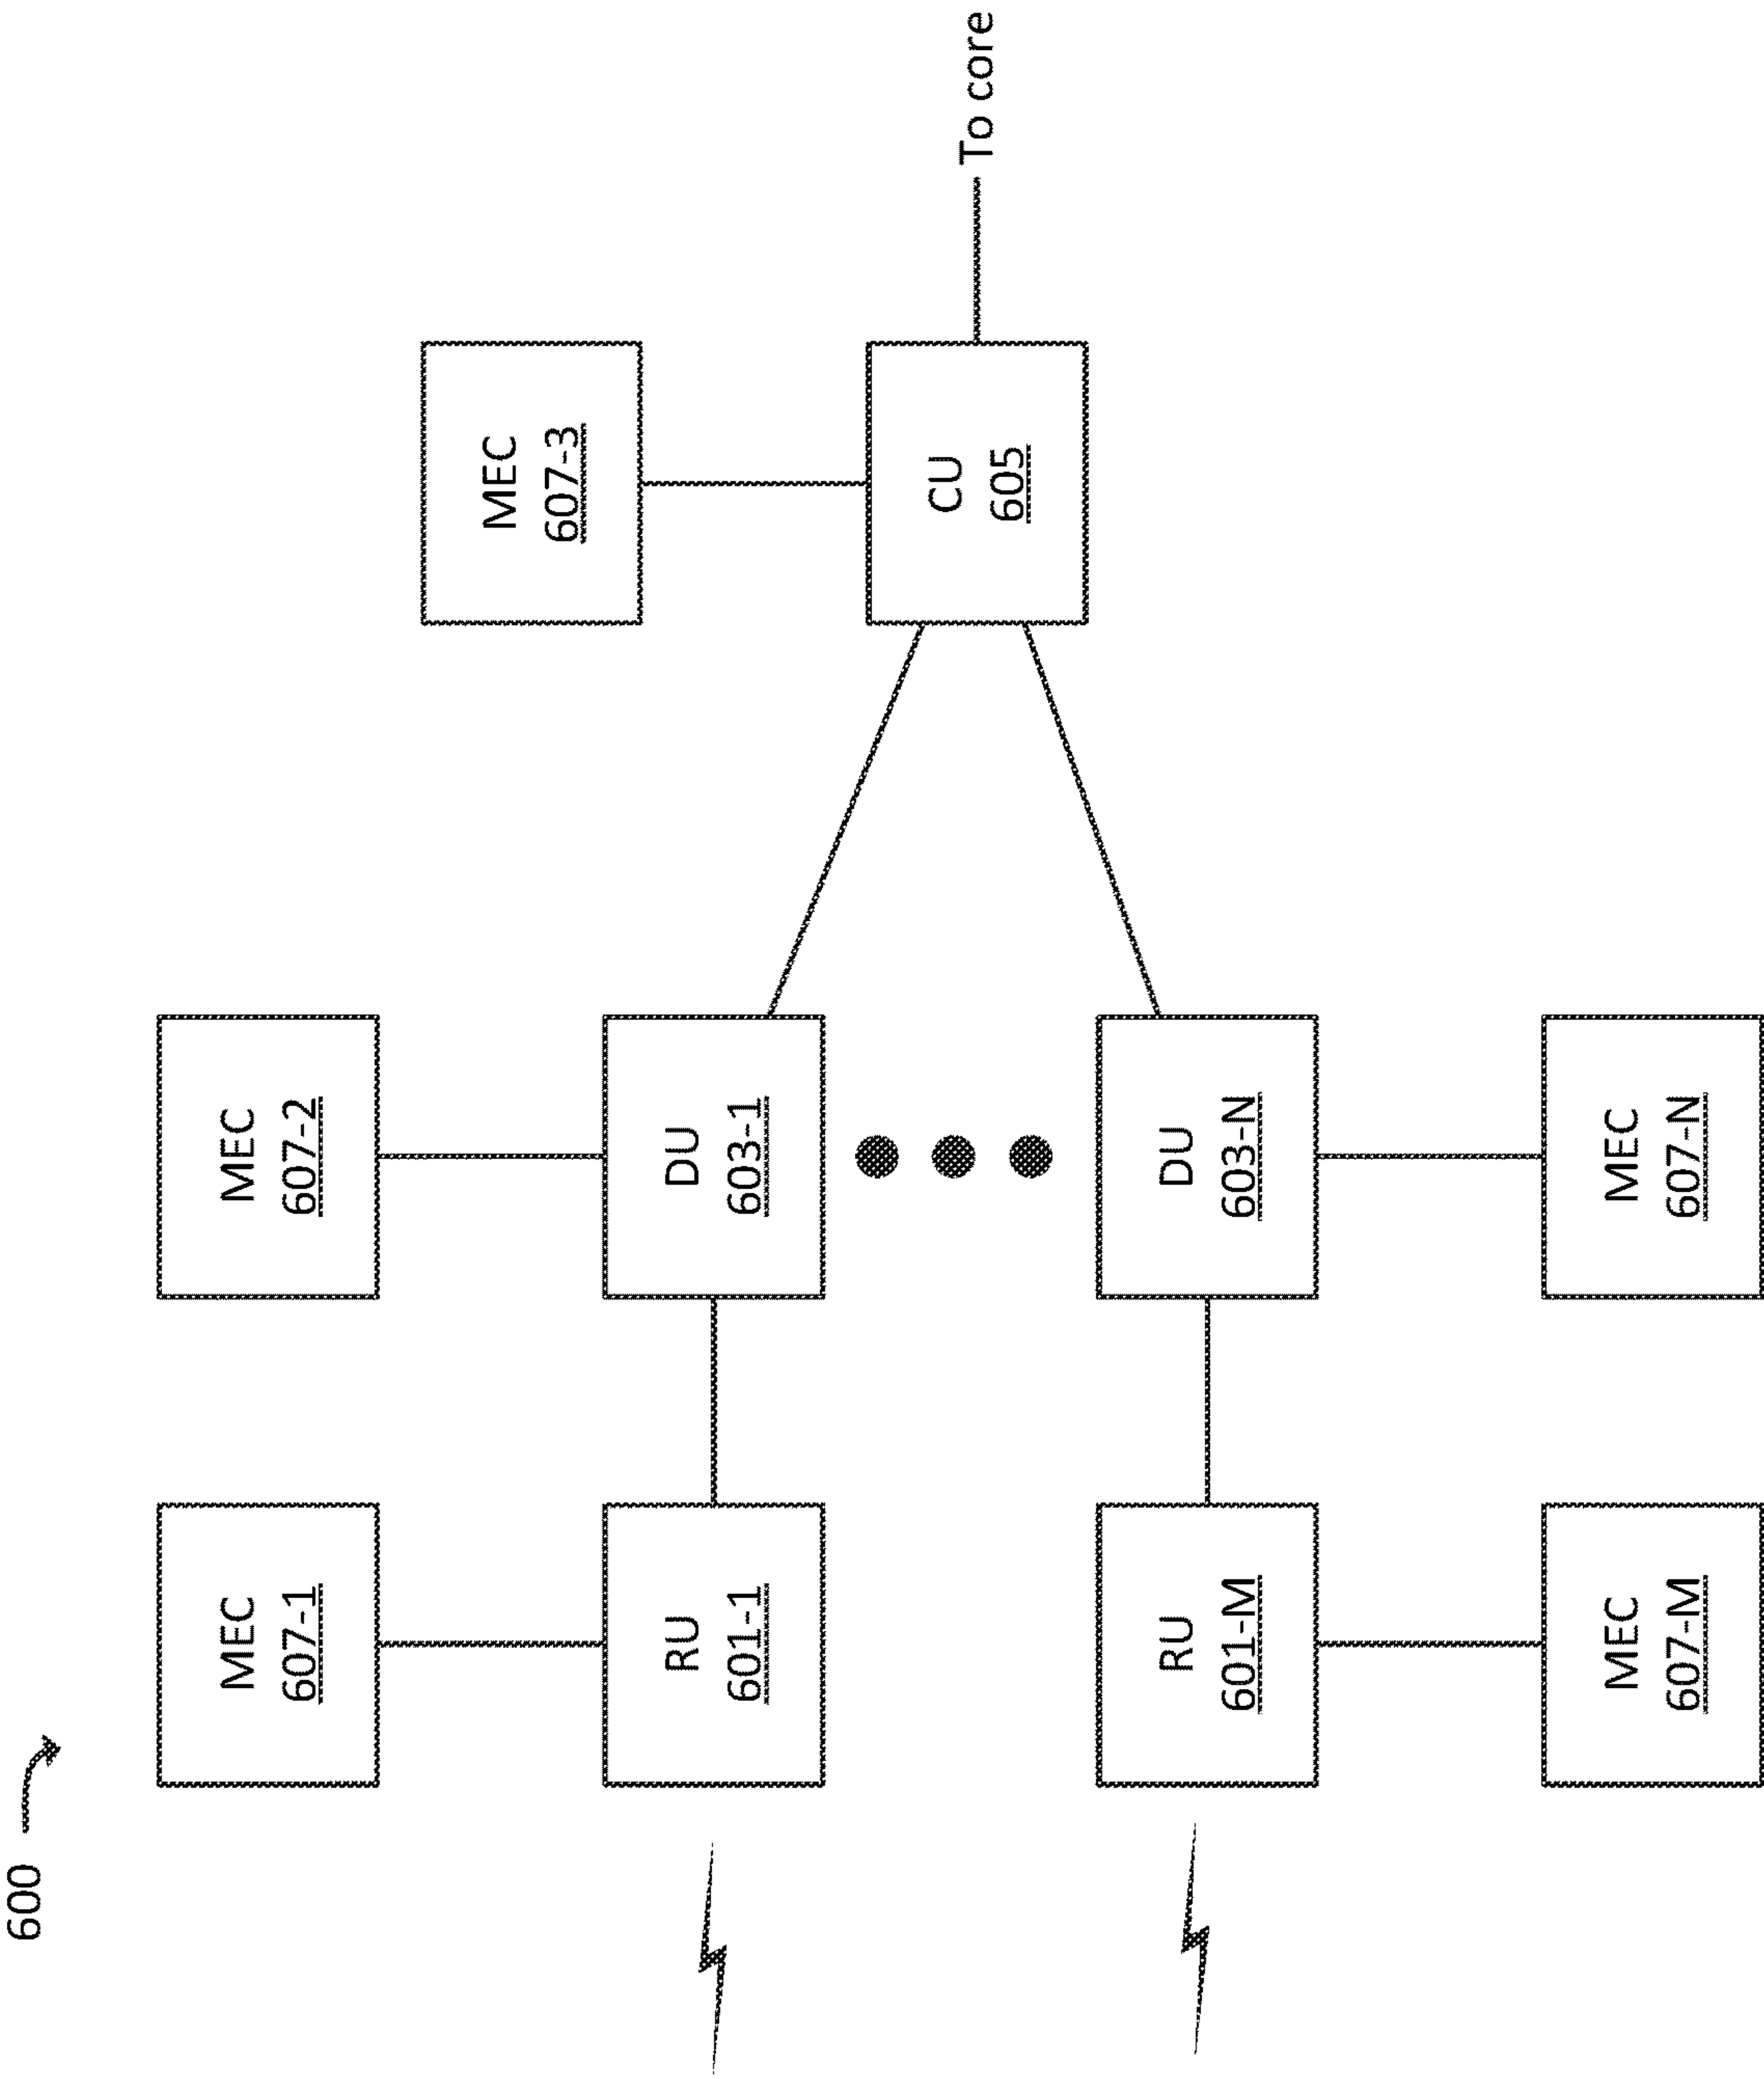 600
MEC
607-1
MEC
607-2
MEC
607-3
RU
601-1
DU
603-1
CU
605
To core
RU
601-M
DU
603-N
MEC
607-M
MEC
607-N